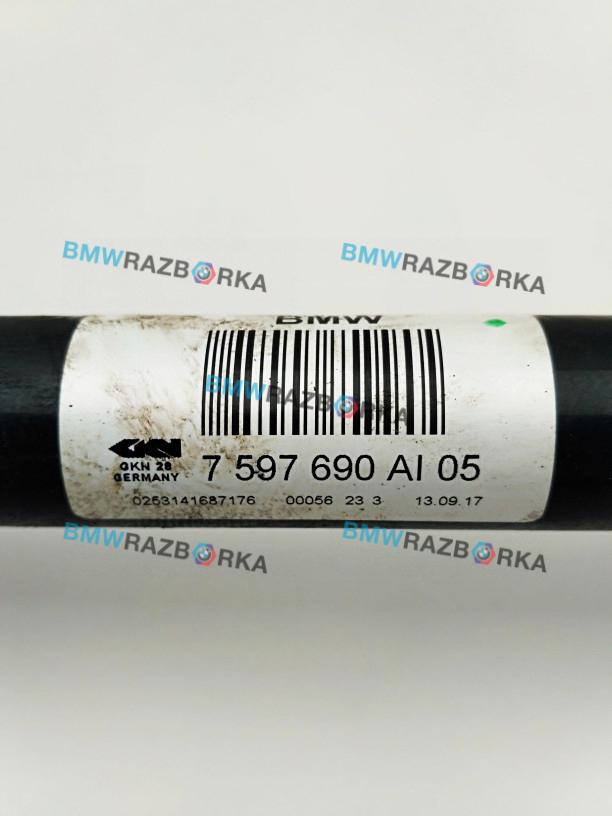 BMWRAZBORKA
BMWRAZBORKA
BMW
BMWRAZBORKA
GKN
GKN 28
GERMANY
7 597 690 AI 05
0253141687176 00056 23 3 13.09.17
BMWRAZBORKA
BMWRAZBORKA